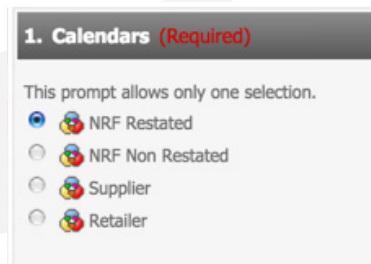 1. Calendars (Required)
This prompt allows only one selection.
NRF Restated
NRF Non Restated
Supplier
Retailer